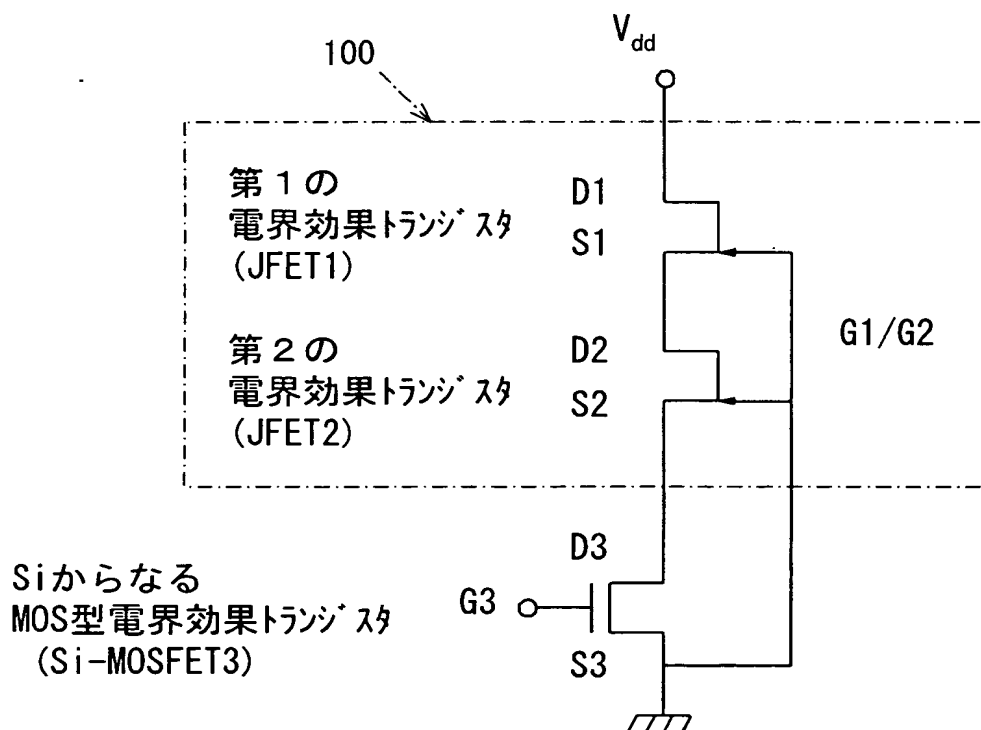 V_dd
100
第１の
電界効果ﾄﾗﾝｼﾞｽﾀ
(JFET1)
D1
S1
G1/G2
第２の
電界効果ﾄﾗﾝｼﾞｽﾀ
(JFET2)
D2
S2
D3
Siからなる
MOS型電界効果ﾄﾗﾝｼﾞｽﾀ
(Si-MOSFET3)
G3
S3